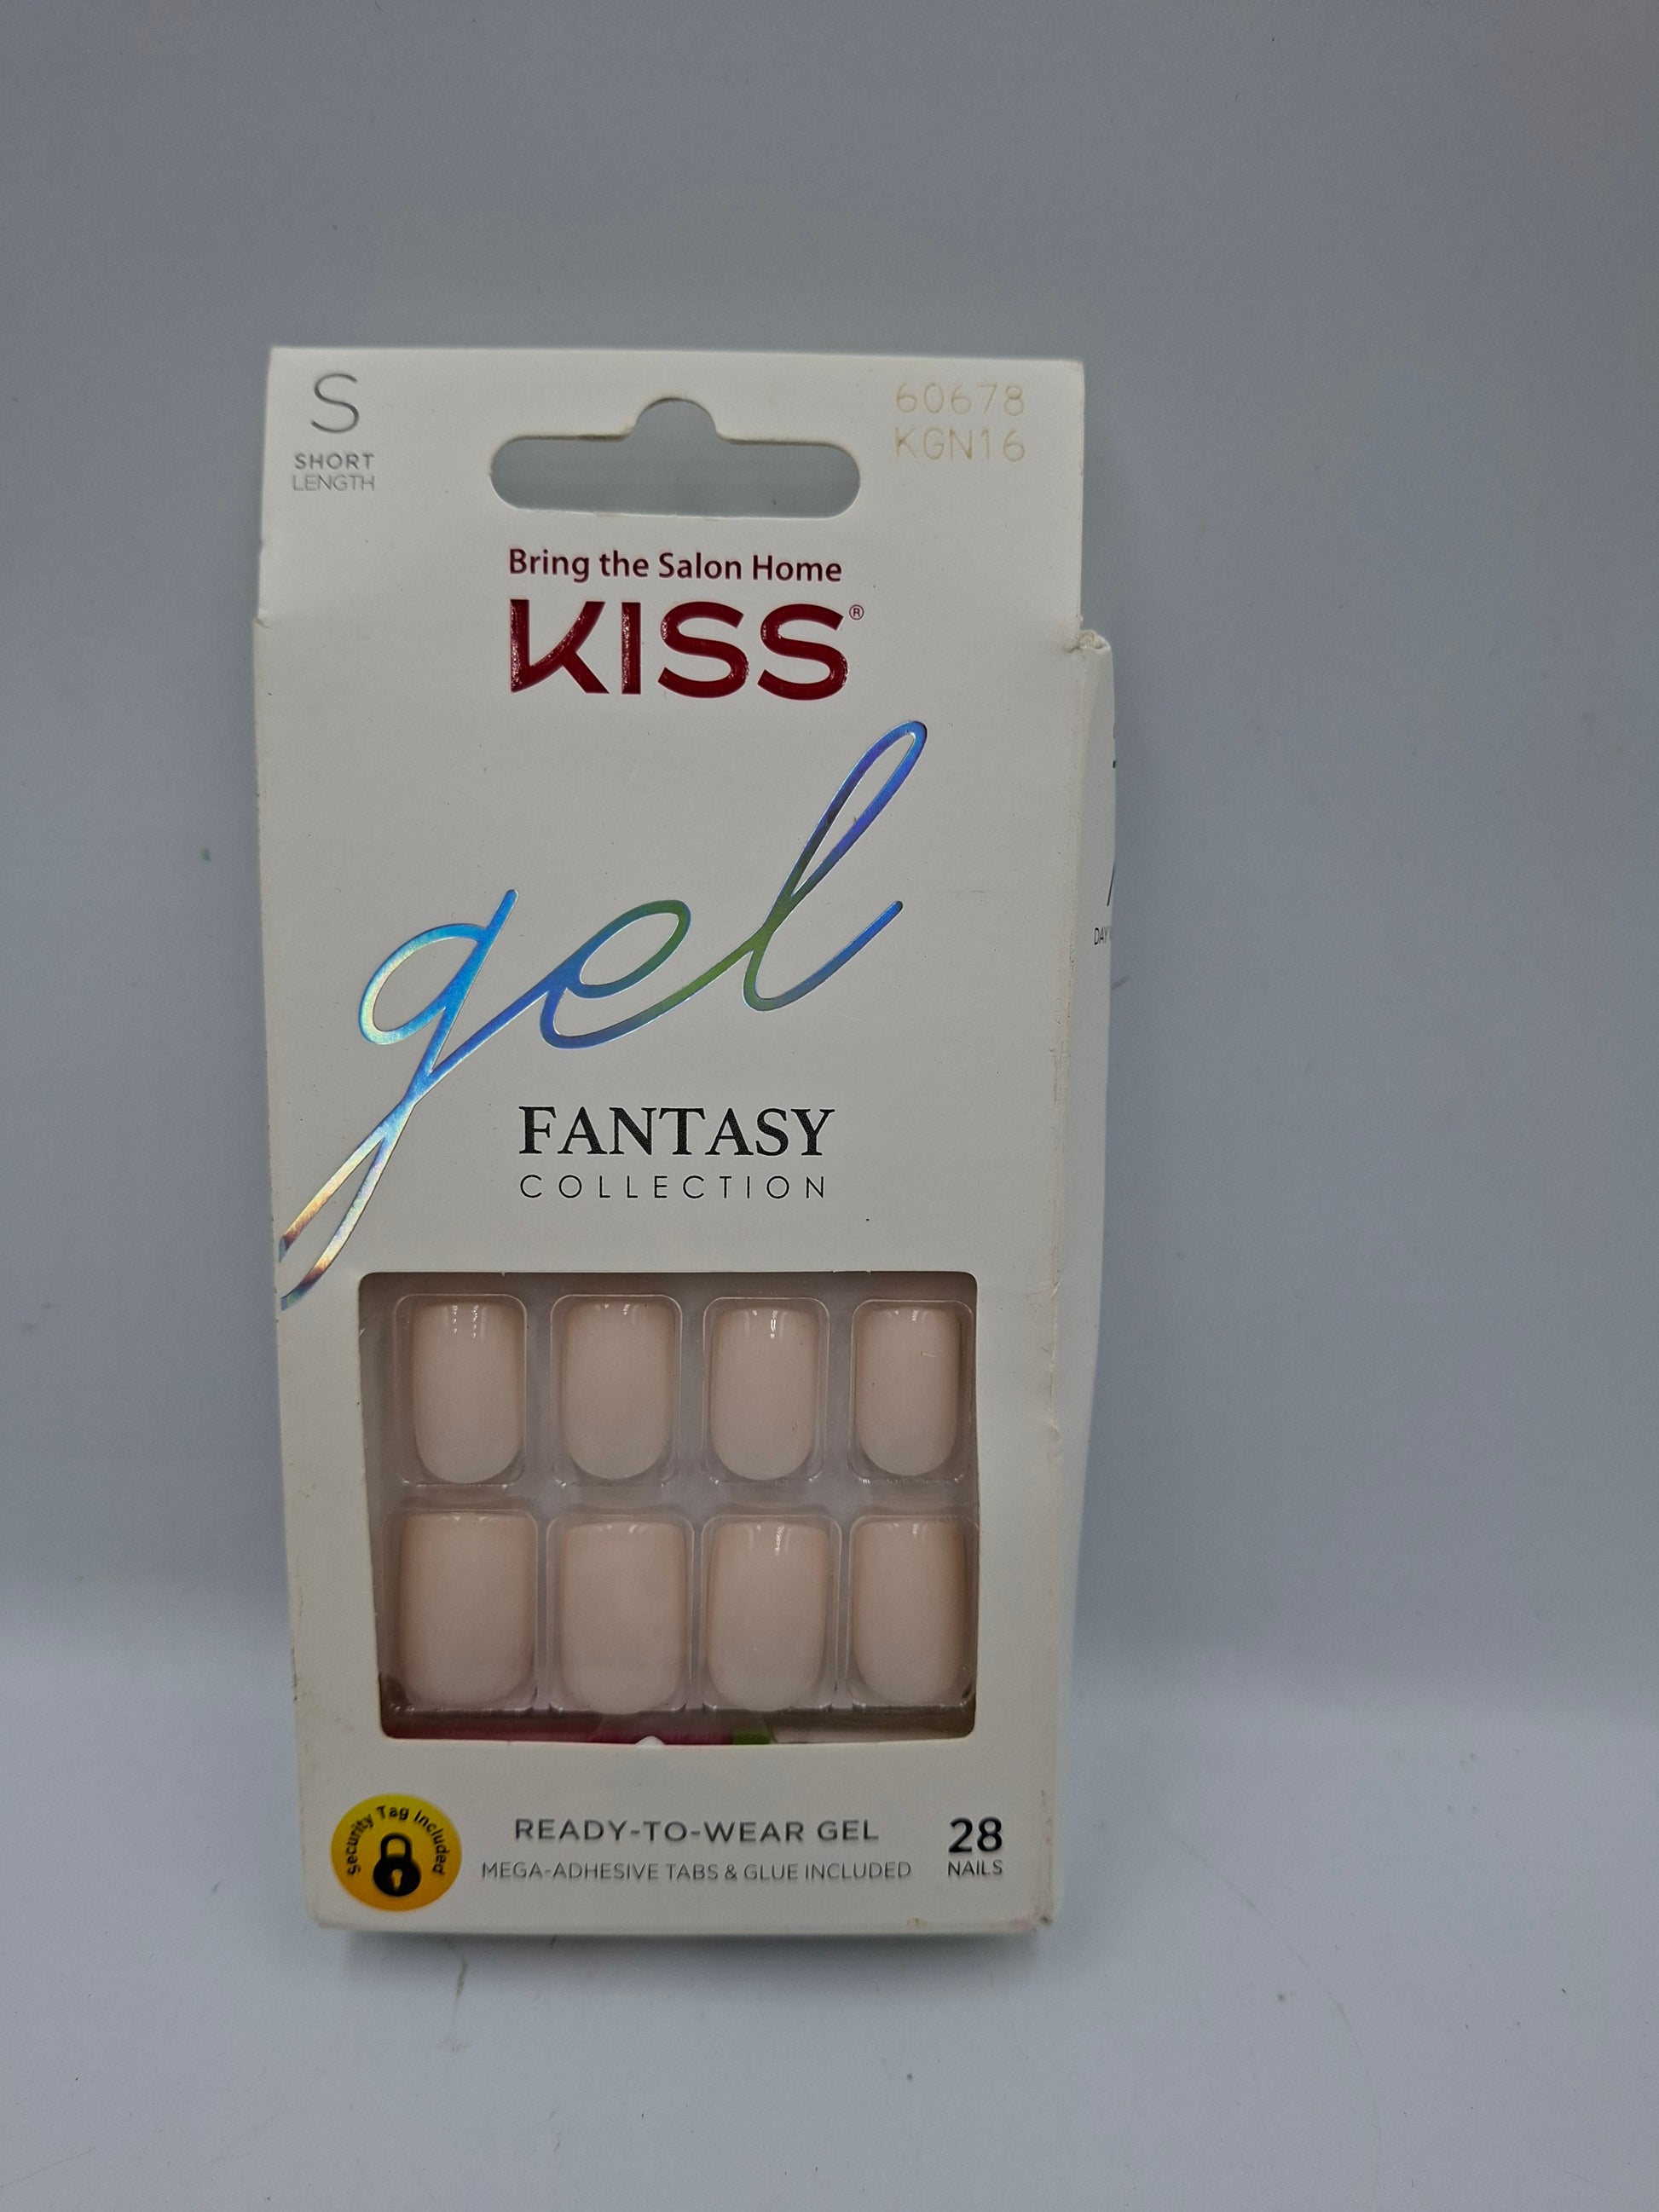 S
SHORT
LENGTH
60678
KGN16
Bring the Salon Home
KISS®
gel
FANTASY
COLLECTION
DAY
Security Tag Included
READY-TO-WEAR GEL
MEGA-ADHESIVE TABS & GLUE INCLUDED
28
NAILS